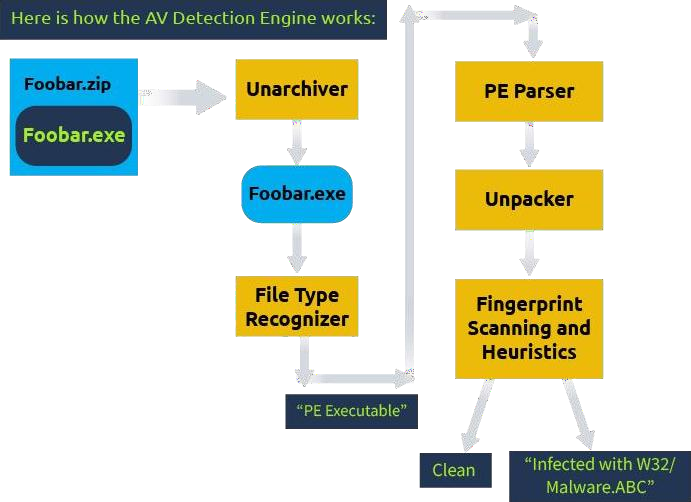 Here is how the AV Detection Engine works:
Foobar.zip
Foobar.exe
Unarchiver
Foobar.exe
File Type
Recognizer
“PE Executable”
PE Parser
Unpacker
Fingerprint
Scanning and
Heuristics
Clean
“Infected with W32/
Malware.ABC”